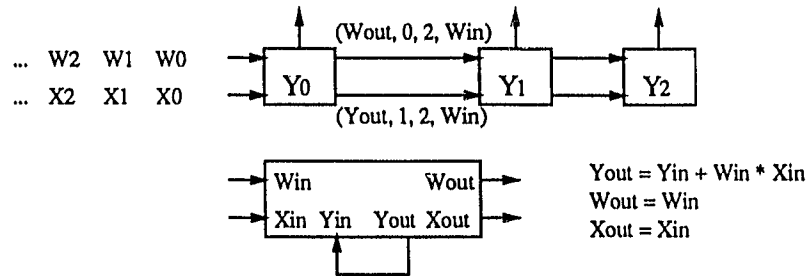 (Wout, 0, 2, Win)
... W2 W1 W0
... X2 X1 X0
Y0 Y1 Y2
(Yout, 1, 2, Win)
Win Wout
Xin Yin Yout Xout
Yout = Yin + Win * Xin
Wout = Win
Xout = Xin